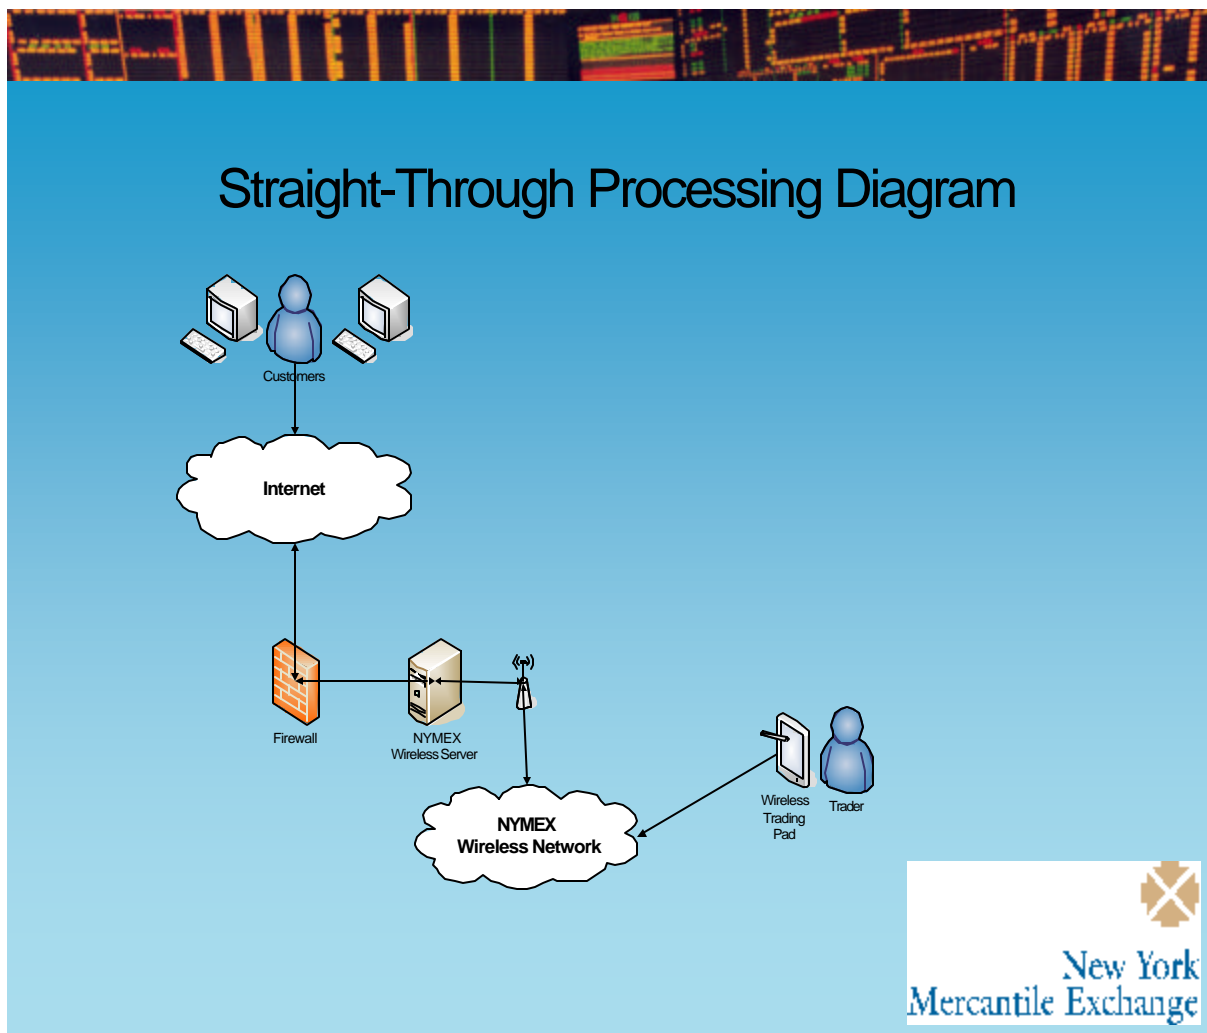 Straight-Through Processing Diagram
Customers
Internet
Firewall
NYMEX
Wireless Server
NYMEX
Wireless Network
Wireless
Trading
Pad
Trader
New York
Mercantile Exchange